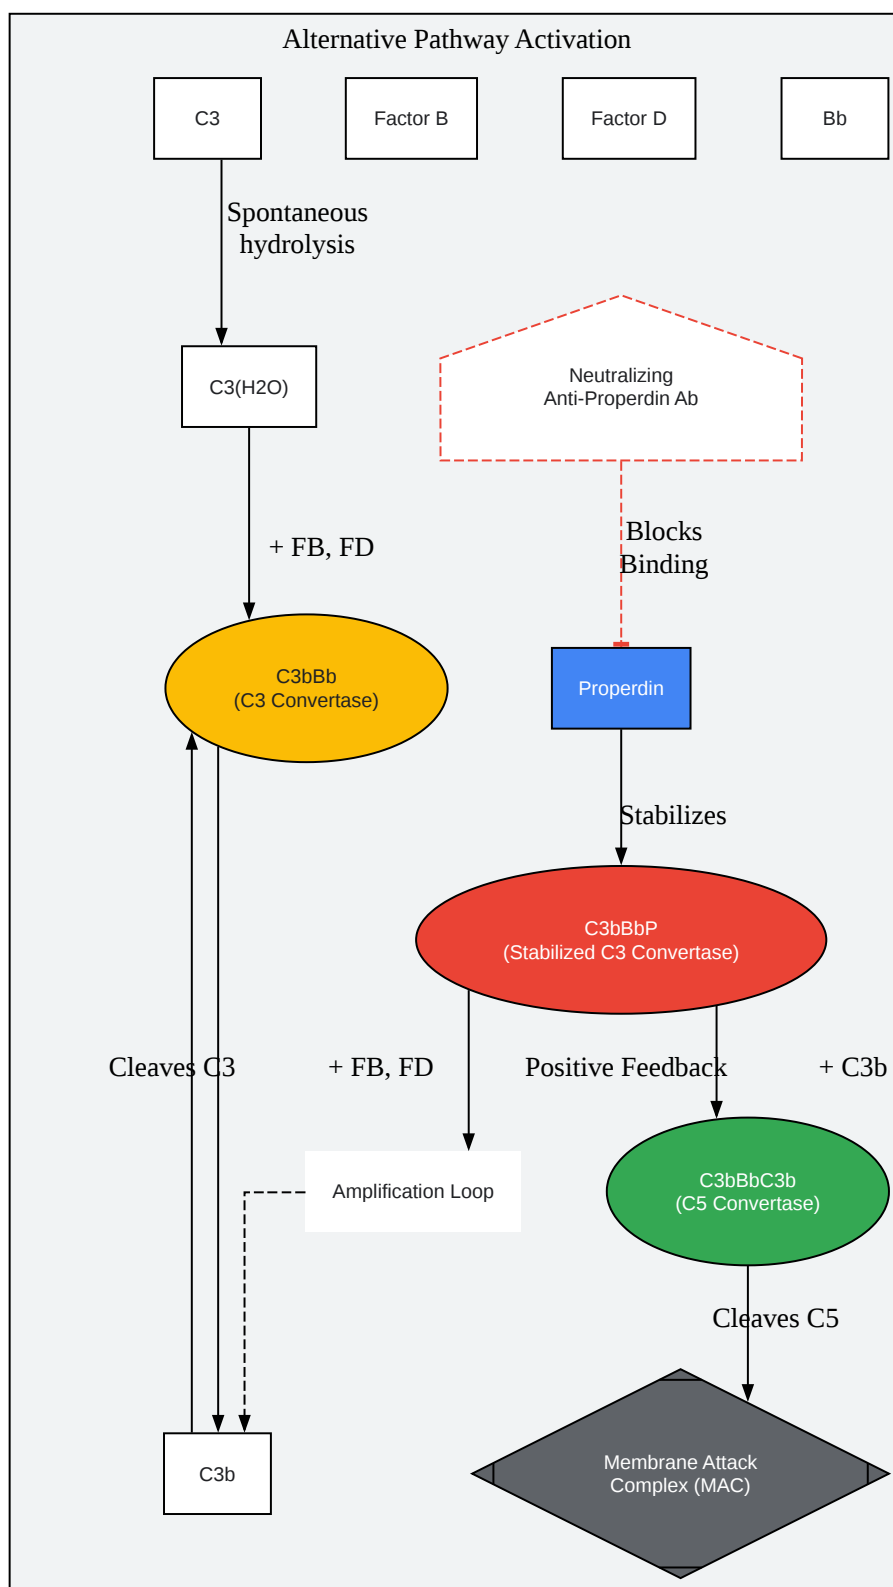 Alternative Pathway Activation
C3
Factor B
Factor D
Bb
Spontaneous
hydrolysis
C3(H2O)
Neutralizing
Anti-Properdin Ab
+ FB, FD
Blocks
Binding
C3bBb
(C3 Convertase)
Properdin
Stabilizes
C3bBbP
(Stabilized C3 Convertase)
Cleaves C3
+ FB, FD
Positive Feedback
+ C3b
Amplification Loop
C3bBbC3b
(C5 Convertase)
Cleaves C5
C3b
Membrane Attack
Complex (MAC)